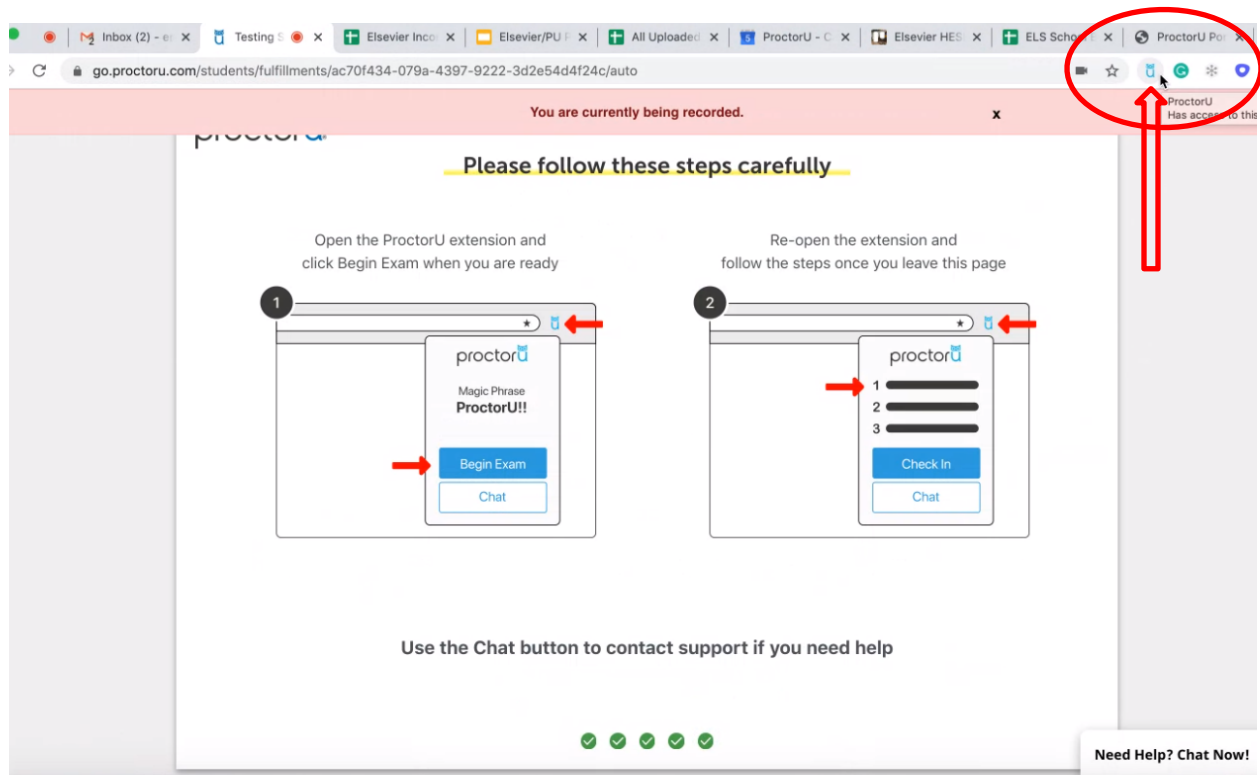 Inbox (2) - e
Testing S
Elsevier Inco
Elsevier/PU F
All Uploaded
ProctorU - C
Elsevier HES
ELS School E
ProctorU Por
go.proctoru.com/students/fulfillments/ac70f434-079a-4397-9222-3d2e54d4f24c/auto
You are currently being recorded.
x
ProctorU
Has access to this
proctoru
Please follow these steps carefully
Open the ProctorU extension and
click Begin Exam when you are ready
1
proctoru
Magic Phrase
ProctorU!!
Begin Exam
Chat
Re-open the extension and
follow the steps once you leave this page
2
proctoru
1
2
3
Check In
Chat
Use the Chat button to contact support if you need help
Need Help? Chat Now!